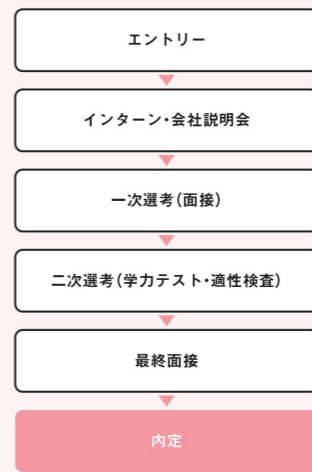 エントリー
インターン・会社説明会
一次選考(面接)
二次選考(学力テスト・適性検査)
最終面接
内定